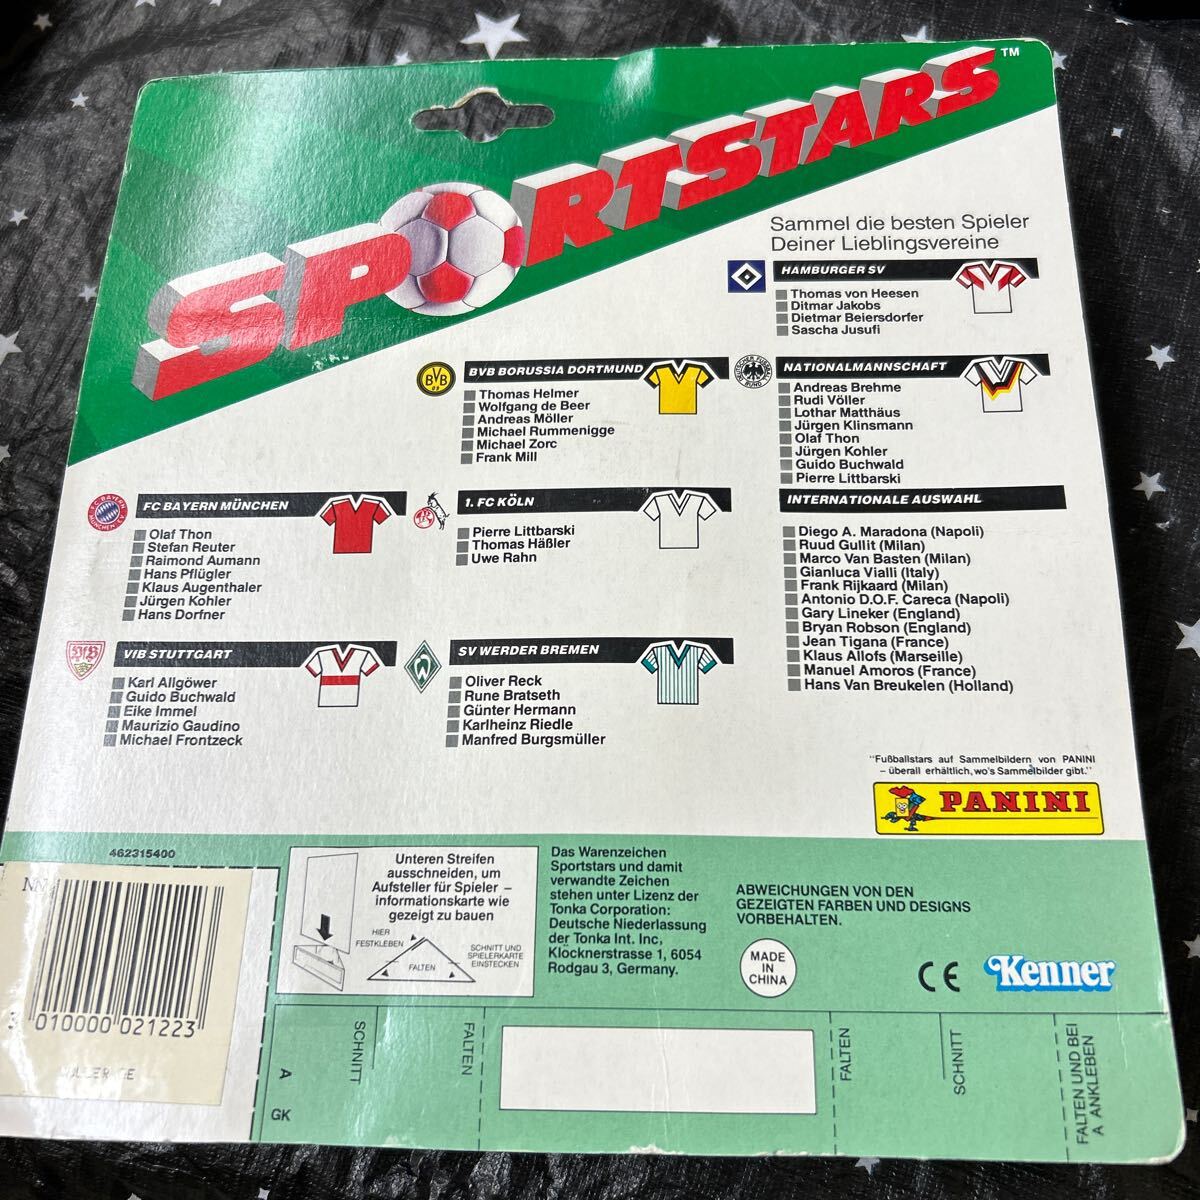 SPORTSTARS™
Sammel die besten Spieler
Deiner Lieblingsvereine
HAMBURGER SV
Thomas von Heesen
Ditmar Jakobs
Dietmar Beiersdorfer
Sascha Jusufi
BVB 09
BVB BORUSSIA DORTMUND
Thomas Helmer
Wolfgang de Beer
Andreas Möller
Michael Rummenigge
Michael Zorc
Frank Mill
DEUTSCHER FUSSBALL BUND
NATIONALMANNSCHAFT
Andreas Brehme
Rudi Völler
Lothar Matthäus
Jürgen Klinsmann
Olaf Thon
Jürgen Kohler
Guido Buchwald
Pierre Littbarski
FC BAYERN MÜNCHEN
Olaf Thon
Stefan Reuter
Raimond Aumann
Hans Pflügler
Klaus Augenthaler
Jürgen Kohler
Hans Dorfner
1. FC KÖLN
Pierre Littbarski
Thomas Häßler
Uwe Rahn
INTERNATIONALE AUSWAHL
Diego A. Maradona (Napoli)
Ruud Gullit (Milan)
Marco Van Basten (Milan)
Gianluca Vialli (Italy)
Frank Rijkaard (Milan)
Antonio D.O.F. Careca (Napoli)
Gary Lineker (England)
Bryan Robson (England)
Jean Tigana (France)
Klaus Allofs (Marseille)
Manuel Amoros (France)
Hans Van Breukelen (Holland)
VfB
VfB STUTTGART
Karl Allgöwer
Guido Buchwald
Eike Immel
Maurizio Gaudino
Michael Frontzeck
W
SV WERDER BREMEN
Oliver Reck
Rune Bratseth
Günter Hermann
Karlheinz Riedle
Manfred Burgsmüller
"Fußballstars auf Sammelbildern von PANINI
– überall erhältlich, wo's Sammelbilder gibt."
PANINI
462315400
NN
010000 021223
Unteren Streifen
ausschneiden, um
Aufsteller für Spieler –
informationskarte wie
gezeigt zu bauen
HIER
FESTKLEBEN
FALTEN
SCHNITT UND
SPIELERKARTE
EINSTECKEN
Das Warenzeichen
Sportstars und damit
verwandte Zeichen
stehen unter Lizenz der
Tonka Corporation:
Deutsche Niederlassung
der Tonka Int. Inc,
Klöcknerstrasse 1, 6054
Rodgau 3, Germany.
ABWEICHUNGEN VON DEN
GEZEIGTEN FARBEN UND DESIGNS
VORBEHALTEN.
MADE
IN
CHINA
CE
Kenner
A
GK
SCHNITT
FALTEN
FALTEN
SCHNITT
FALTEN UND BEI
A ANKLEBEN